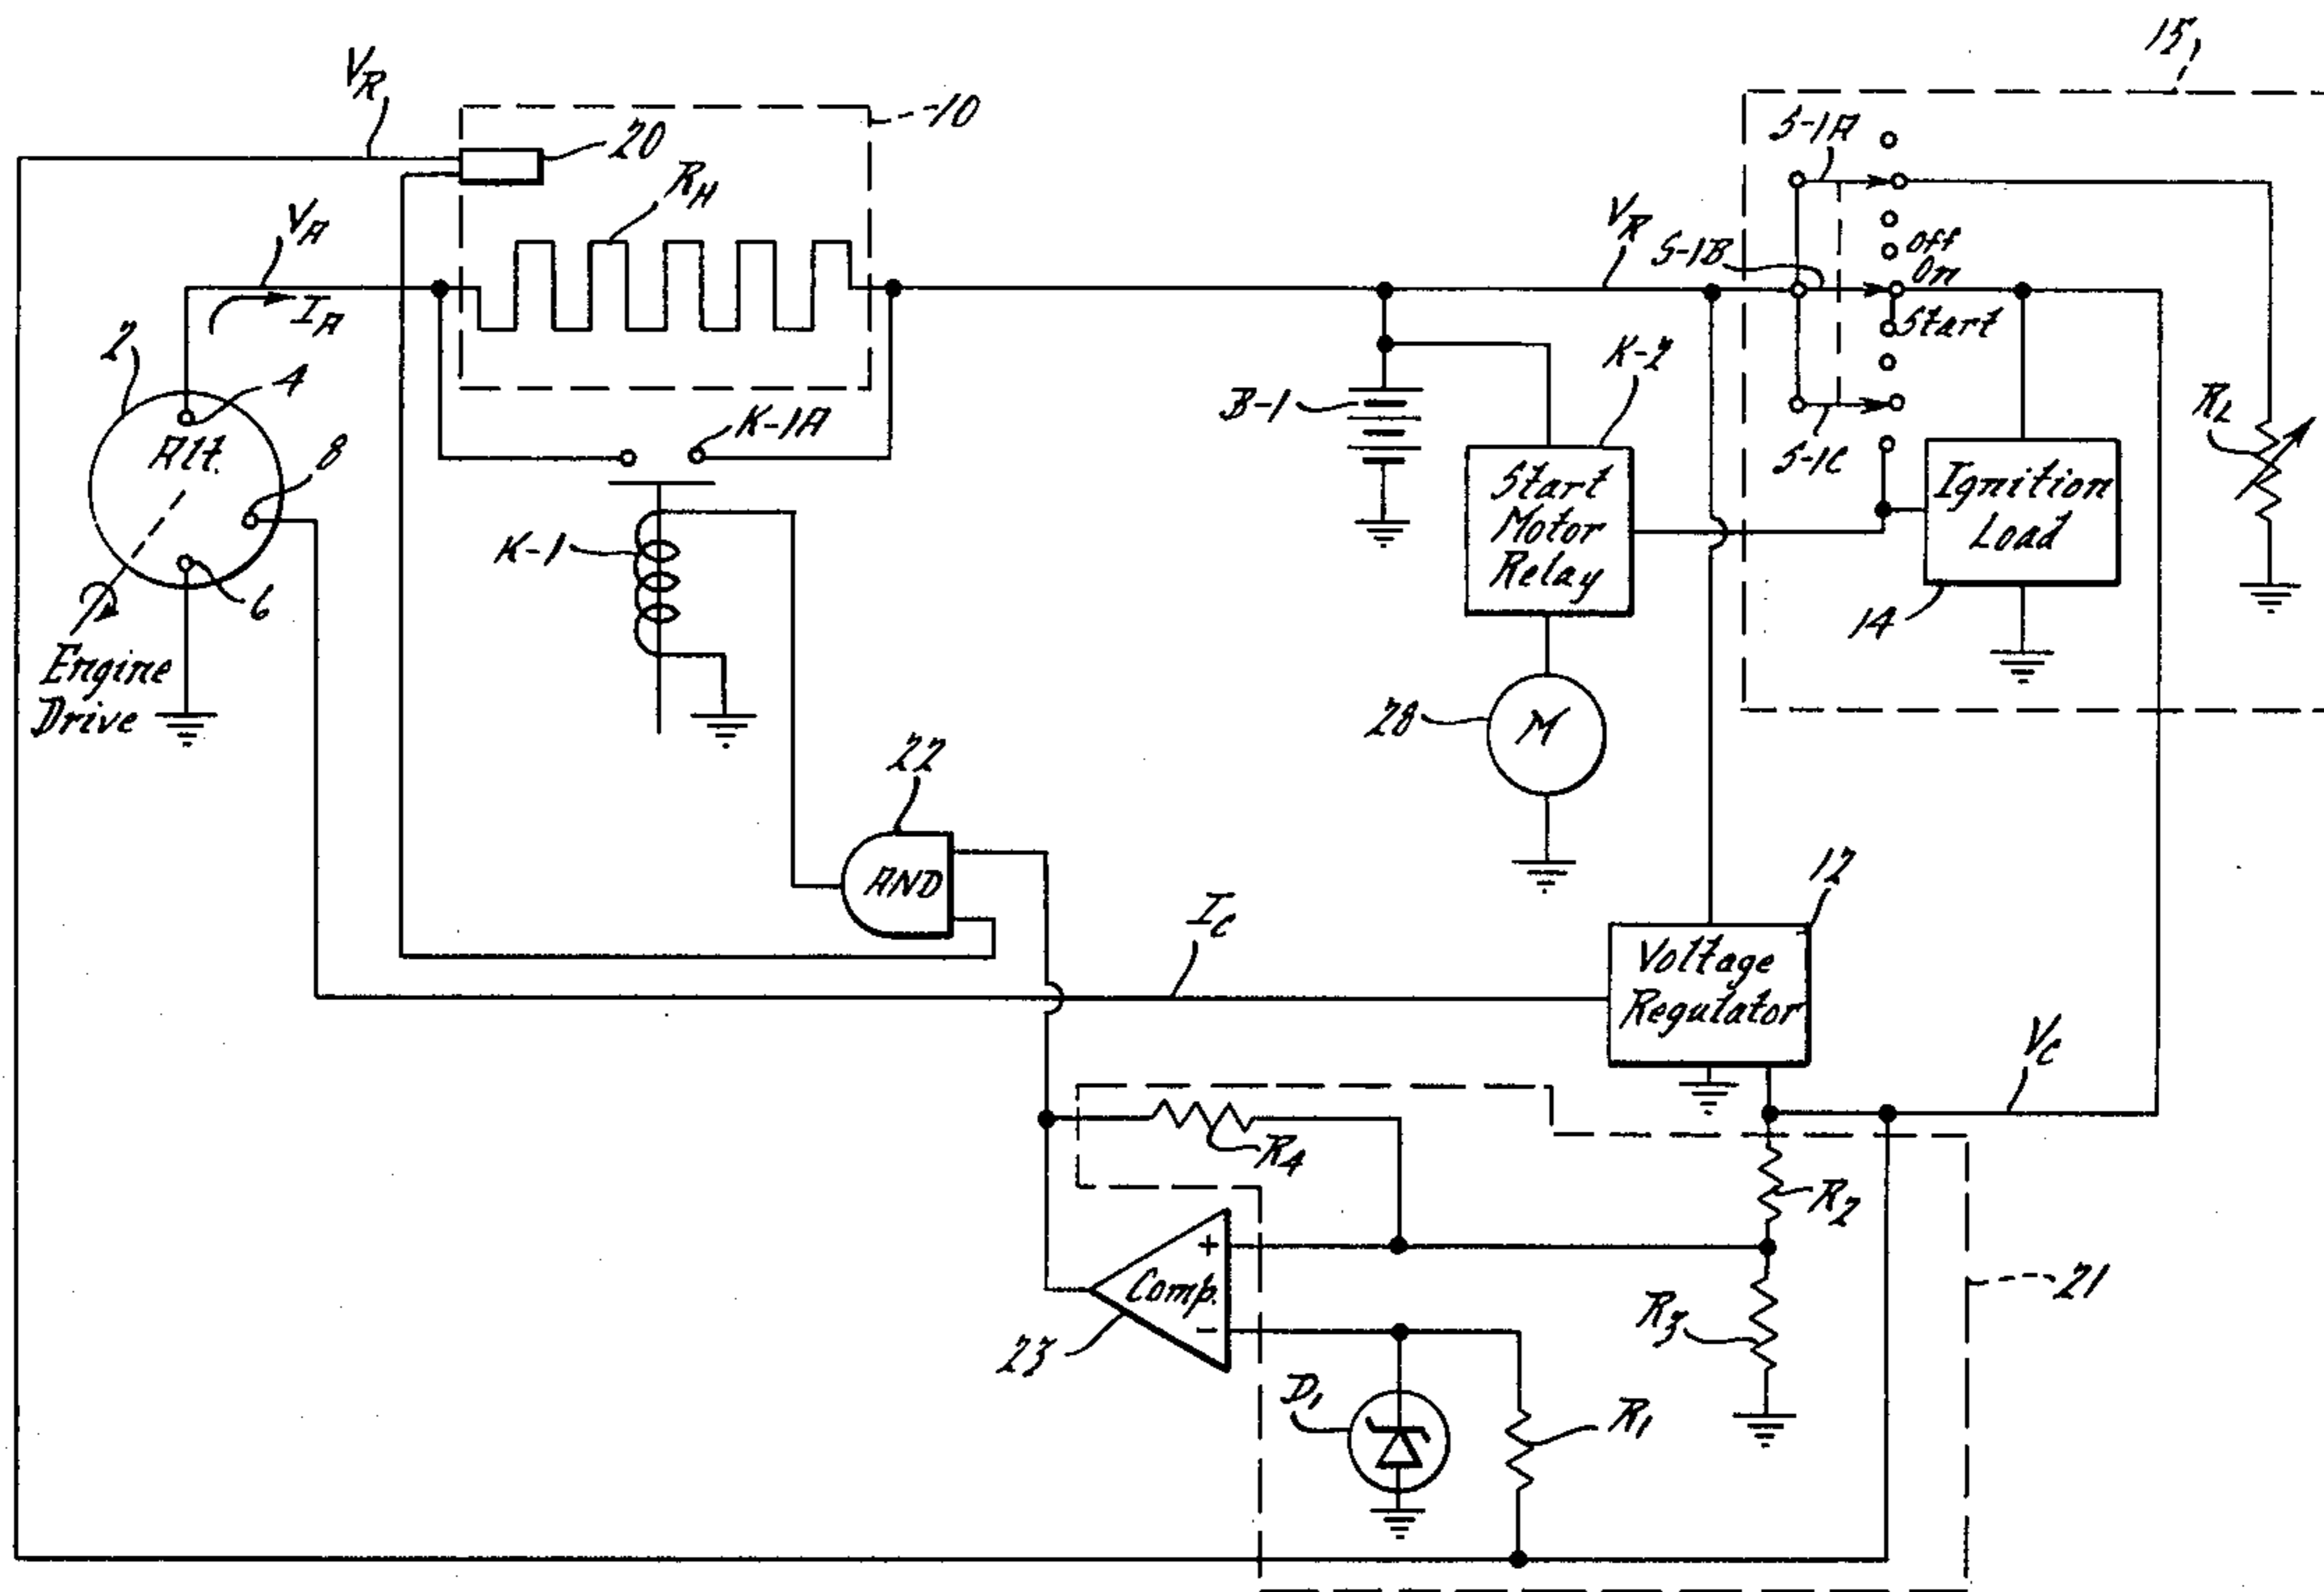 15
V_R
10
20
S-1A
R_H
V_A
V_R
S-1B
Off
On
Start
I_A
2
4
K-2
B-1
Alt.
8
K-1A
R_L
S-1C
Start
Motor
Relay
Ignition
Load
K-1
6
14
Engine
Drive
28
M
22
AND
12
I_C
Voltage
Regulator
V_C
R_4
R_2
+
Comp.
-
21
R_3
23
D_1
R_1